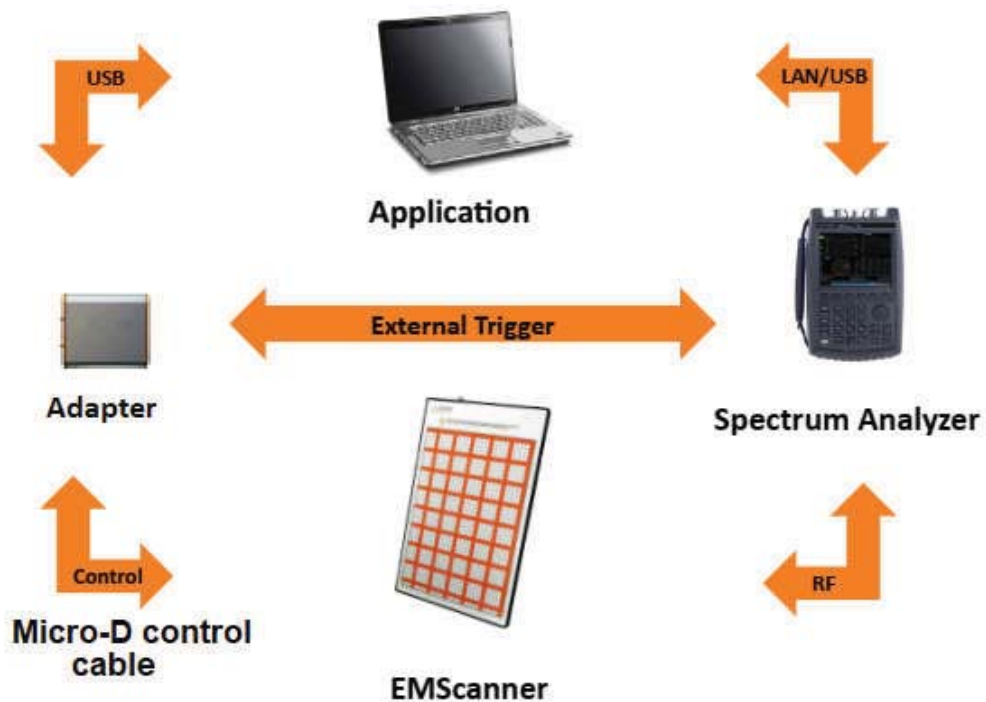 USB
LAN/USB
Application
External Trigger
Adapter
Spectrum Analyzer
Control
RF
Micro-D control
cable
EMScanner